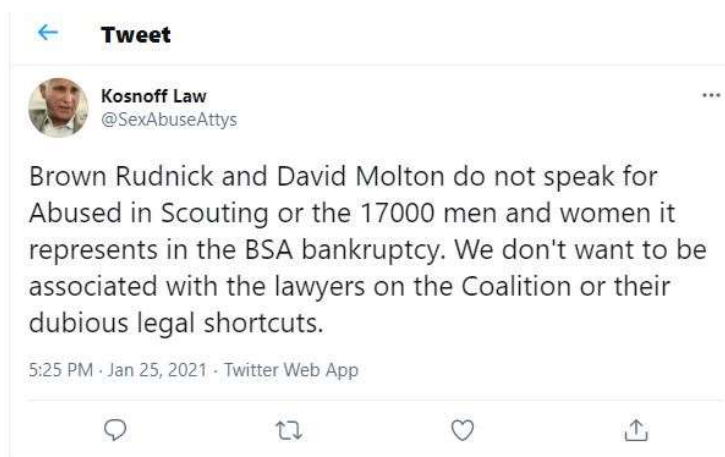 Tweet
Kosnoff Law
@SexAbuseAttys
Brown Rudnick and David Molton do not speak for
Abused in Scouting or the 17000 men and women it
represents in the BSA bankruptcy. We don't want to be
associated with the lawyers on the Coalition or their
dubious legal shortcuts.
5:25 PM · Jan 25, 2021 · Twitter Web App